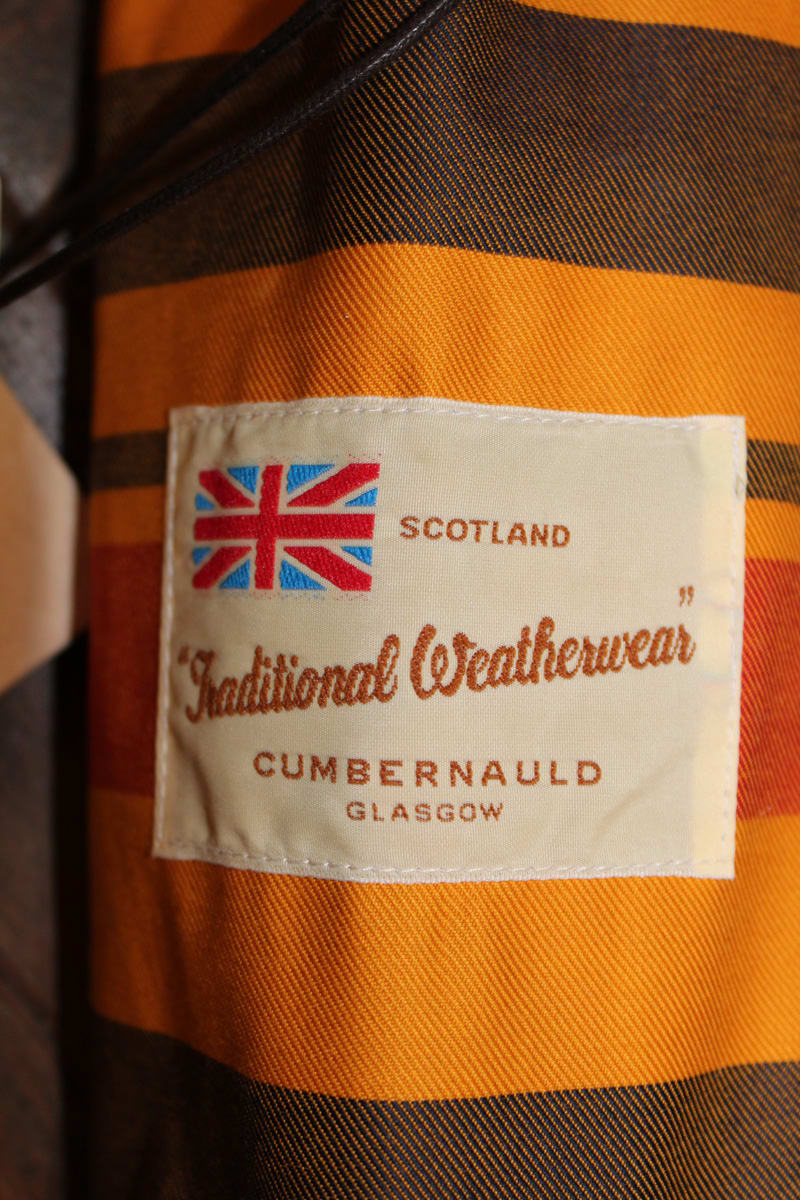 SCOTLAND
“Traditional Weatherwear”
CUMBERNAULD
GLASGOW